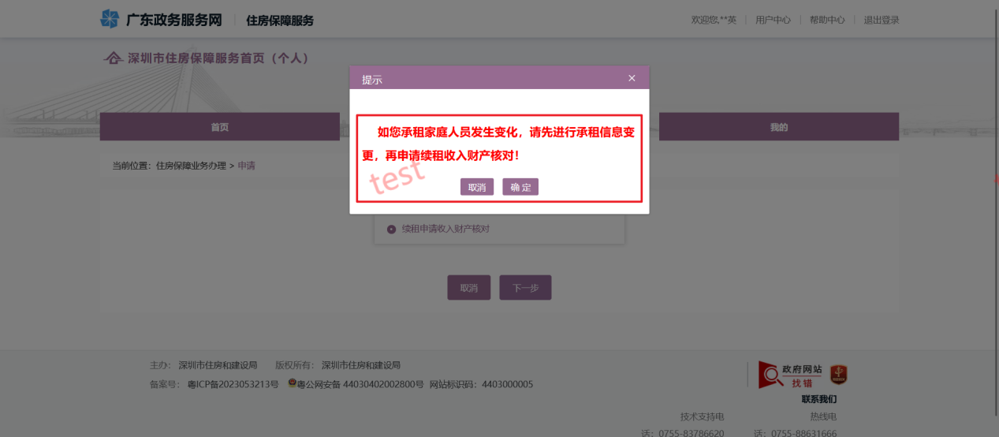 广东政务服务网 住房保障服务
欢迎您,**英 用户中心 帮助中心 退出登录
深圳市住房保障服务首页（个人）
提示 ×
首页 我的
如您承租家庭人员发生变化，请先进行承租信息变
更，再申请续租收入财产核对！
test
取消 确 定
当前位置：住房保障业务办理 > 申请
续租申请收入财产核对
取消 下一步
主办： 深圳市住房和建设局 版权所有： 深圳市住房和建设局
备案号： 粤ICP备2023053213号 粤公网安备 44030402002800号 网站标识码：4403000005
政府网站
找错
联系我们
技术支持电 热线电
话：0755-83786620 话：0755-88631666